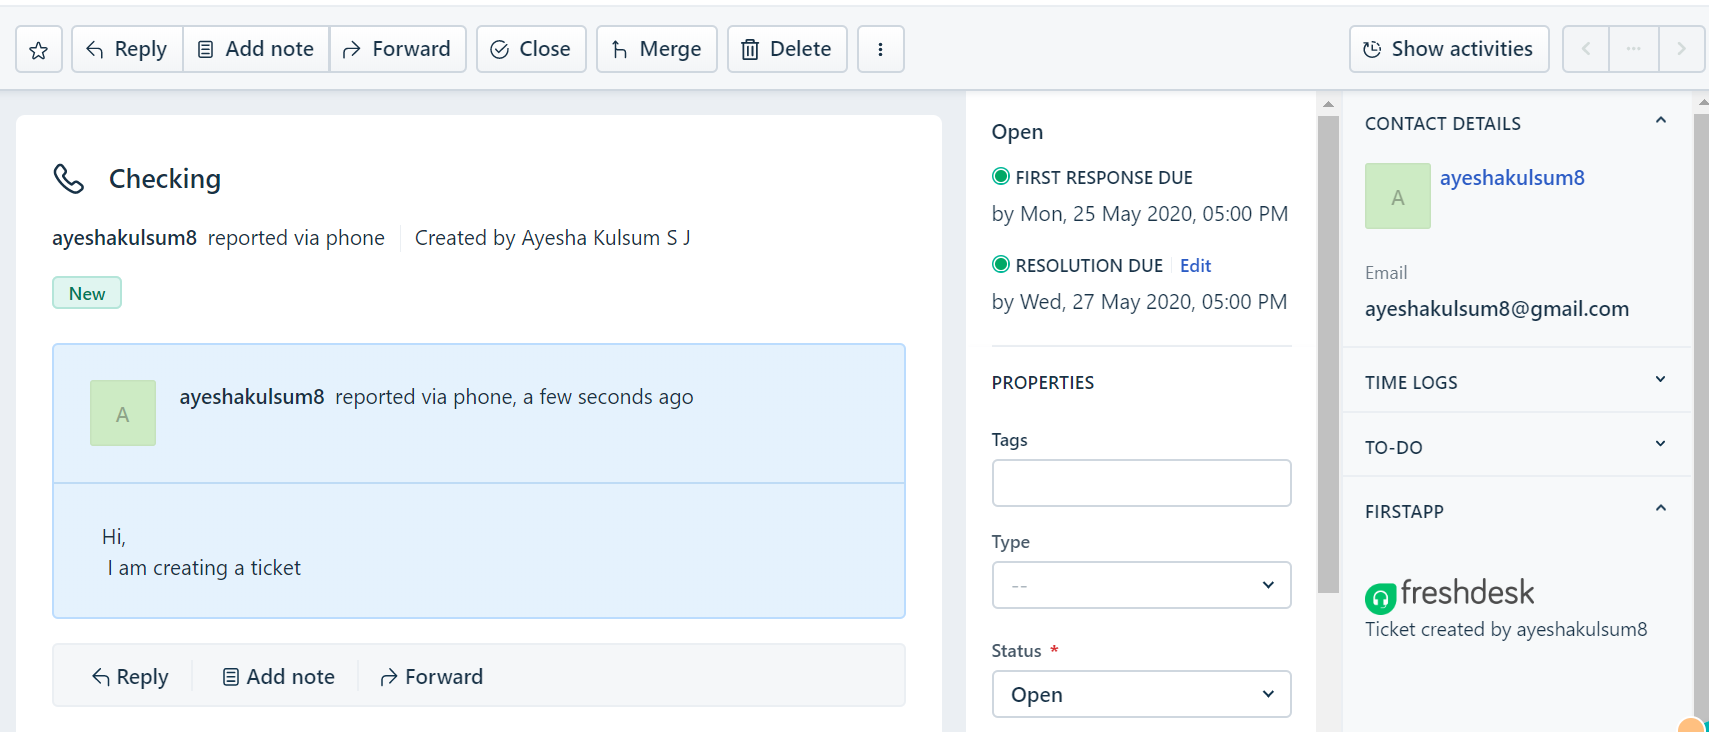 Reply Add note Forward Close Merge Delete Show activities
Checking
ayeshakulsum8 reported via phone Created by Ayesha Kulsum S J
New
A
ayeshakulsum8 reported via phone, a few seconds ago
Hi,
I am creating a ticket
Reply Add note Forward
Open
FIRST RESPONSE DUE
by Mon, 25 May 2020, 05:00 PM
RESOLUTION DUE Edit
by Wed, 27 May 2020, 05:00 PM
PROPERTIES
Tags
Type
--
Status *
Open
CONTACT DETAILS
A
ayeshakulsum8
Email
ayeshakulsum8@gmail.com
TIME LOGS
TO-DO
FIRSTAPP
freshdesk
Ticket created by ayeshakulsum8